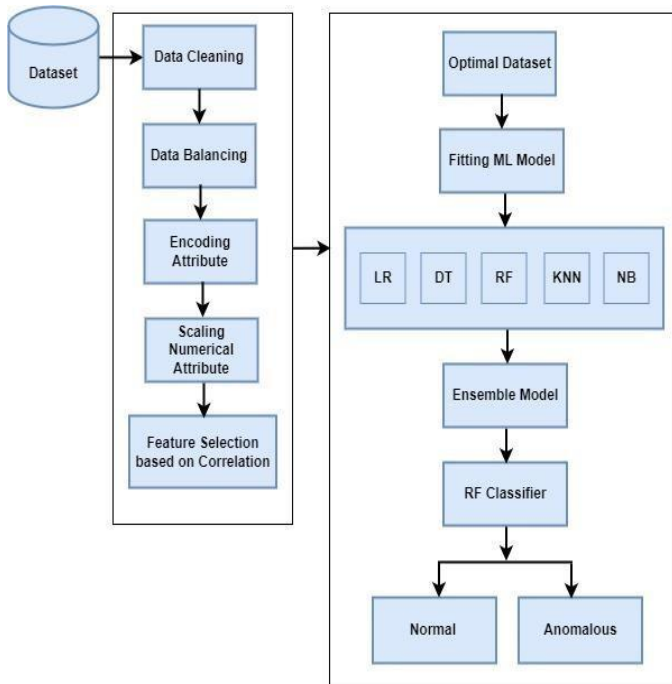 Dataset
Data Cleaning
Data Balancing
Encoding
Attribute
Scaling
Numerical
Attribute
Feature Selection
based on Correlation
Optimal Dataset
Fitting ML Model
LR
DT
RF
KNN
NB
Ensemble Model
RF Classifier
Normal
Anomalous